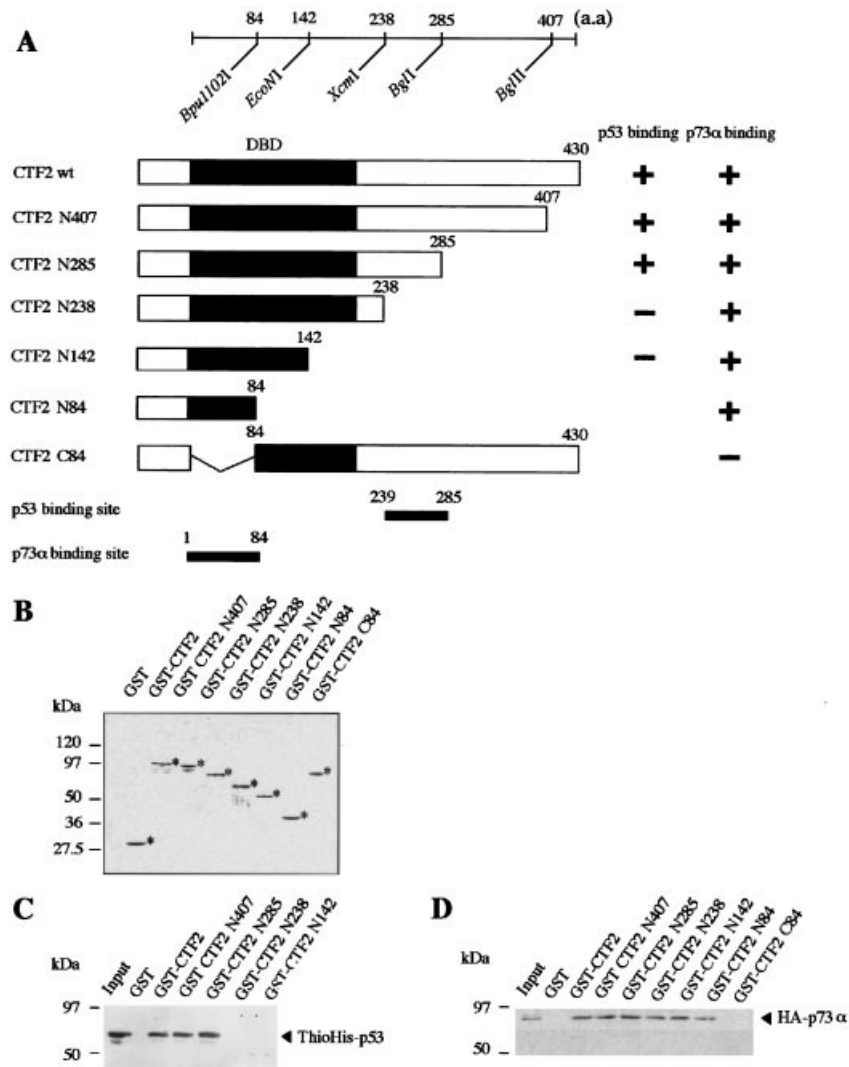 A
84 142 238 285 407 (a.a)
Bpu1102I EcoNI XcmI BglI BglII
DBD
p53 binding p73α binding
CTF2 wt 430 + +
CTF2 N407 407 + +
CTF2 N285 285 + +
CTF2 N238 238 − +
CTF2 N142 142 − +
CTF2 N84 84 +
CTF2 C84 84 430 −
p53 binding site 239 285
p73α binding site 1 84
B
GST
GST-CTF2
GST CTF2 N407
GST-CTF2 N285
GST-CTF2 N238
GST-CTF2 N142
GST-CTF2 N84
GST-CTF2 C84
kDa
120
97
50
36
27.5
* * * * * * * *
C
Input
GST
GST-CTF2
GST CTF2 N407
GST-CTF2 N285
GST-CTF2 N238
GST-CTF2 N142
kDa
97
50
◄ ThioHis-p53
D
Input
GST
GST-CTF2
GST CTF2 N407
GST-CTF2 N285
GST-CTF2 N238
GST-CTF2 N142
GST-CTF2 N84
GST-CTF2 C84
kDa
97
50
◄ HA-p73 α